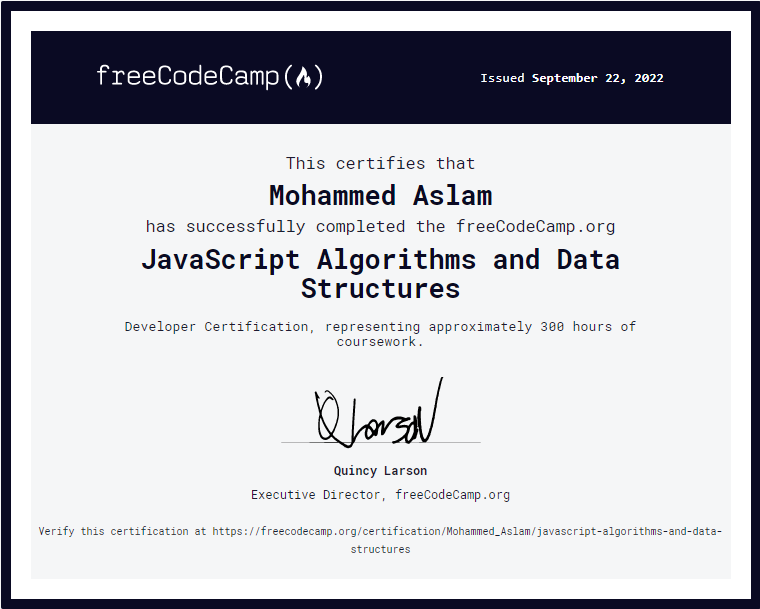 freeCodeCamp(🔥)
Issued September 22, 2022
This certifies that
Mohammed Aslam
has successfully completed the freeCodeCamp.org
JavaScript Algorithms and Data
Structures
Developer Certification, representing approximately 300 hours of
coursework.
Q Larson
Quincy Larson
Executive Director, freeCodeCamp.org
Verify this certification at https://freecodecamp.org/certification/Mohammed_Aslam/javascript-algorithms-and-data-
structures